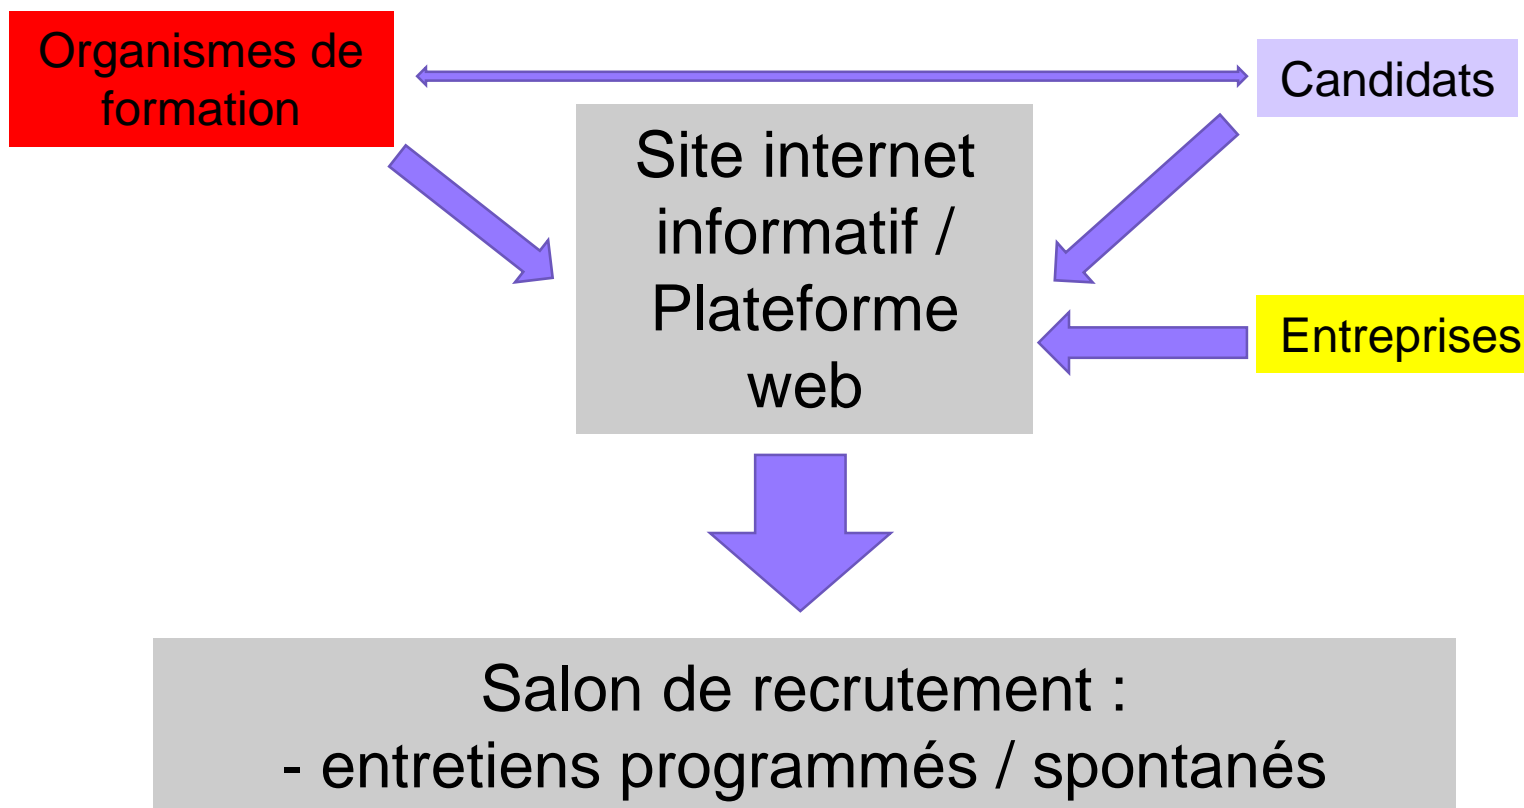 Organismes de
formation
Candidats
Site internet
informatif /
Plateforme
web
Entreprises
Salon de recrutement :
- entretiens programmés / spontanés